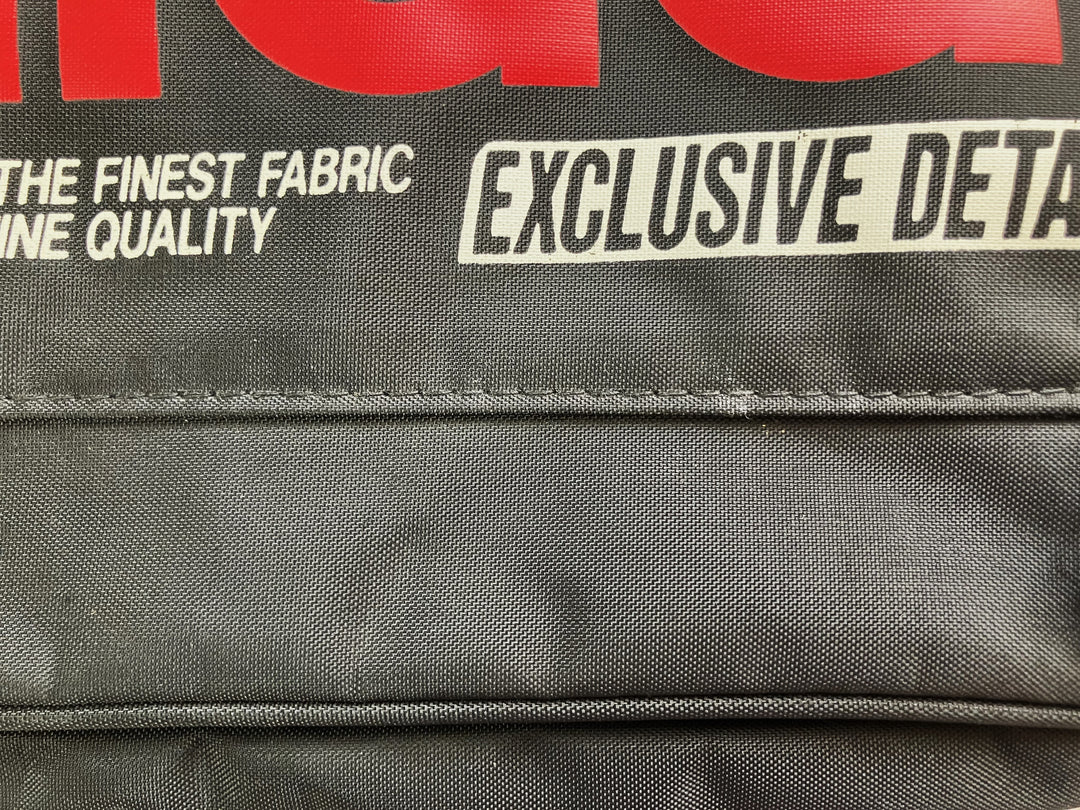 THE FINEST FABRIC
INE QUALITY
EXCLUSIVE DETA